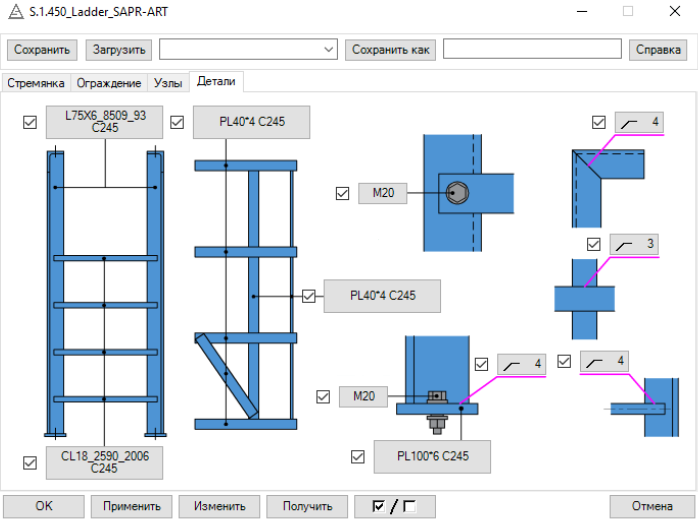 S.1.450_Ladder_SAPR-ART
Сохранить Загрузить Сохранить как Справка
Стремянка Ограждение Узлы Детали
L75X6_8509_93
C245
PL40*4 C245
4
M20
3
PL40*4 C245
4
4
M20
PL100*6 C245
CL18_2590_2006
C245
OK Применить Изменить Получить / Отмена